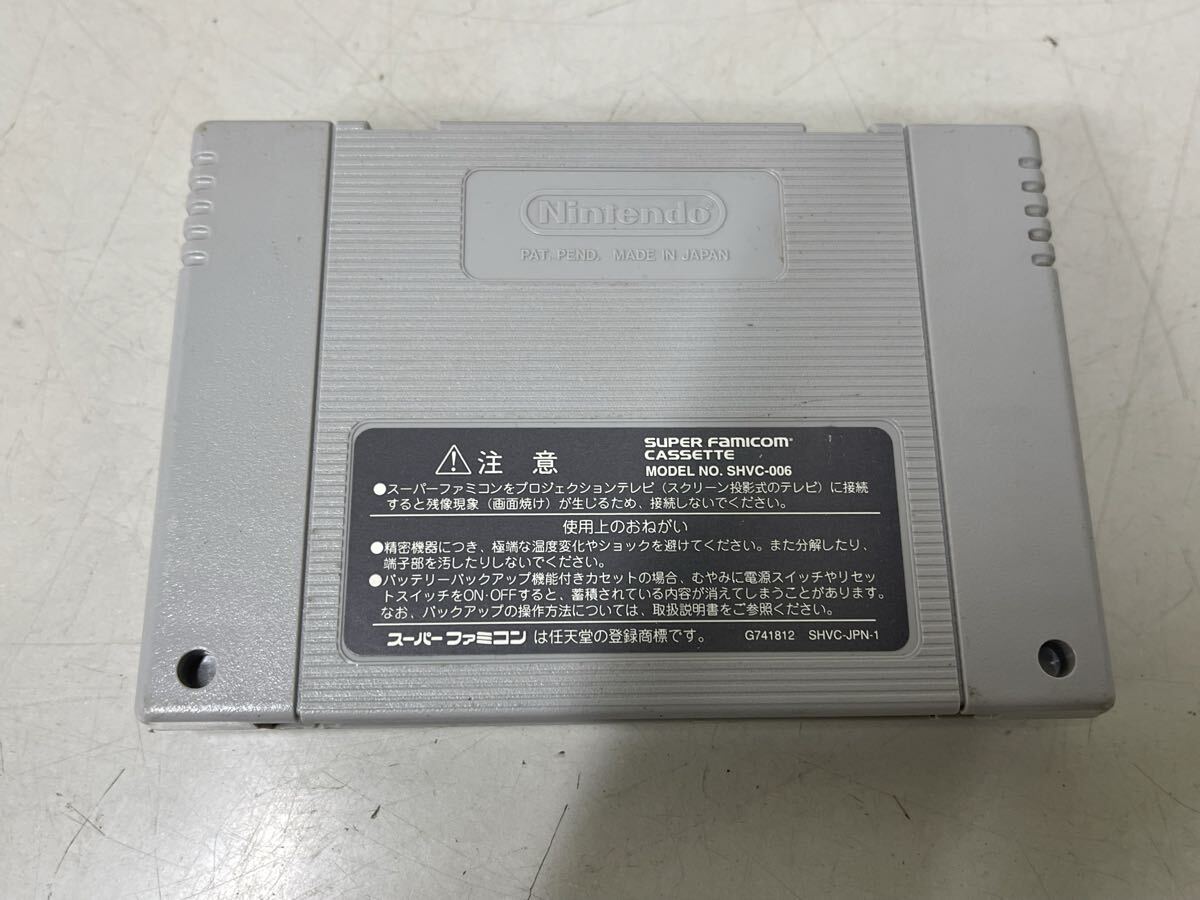 Nintendo
PAT. PEND. MADE IN JAPAN
⚠注 意
SUPER FAMICOM
CASSETTE
MODEL NO. SHVC-006
●スーパーファミコンをプロジェクションテレビ（スクリーン投影式のテレビ）に接続
すると残像現象（画面焼け）が生じるため、接続しないでください。
使用上のおねがい
●精密機器につき、極端な温度変化やショックを避けてください。また分解したり、
端子部を汚したりしないでください。
●バッテリーバックアップ機能付きカセットの場合、むやみに電源スイッチやリセッ
トスイッチをON・OFFすると、蓄積されている内容が消えてしまうことがあります。
なお、バックアップの操作方法については、取扱説明書をご参照ください。
スーパーファミコン は任天堂の登録商標です。 G741812 SHVC-JPN-1